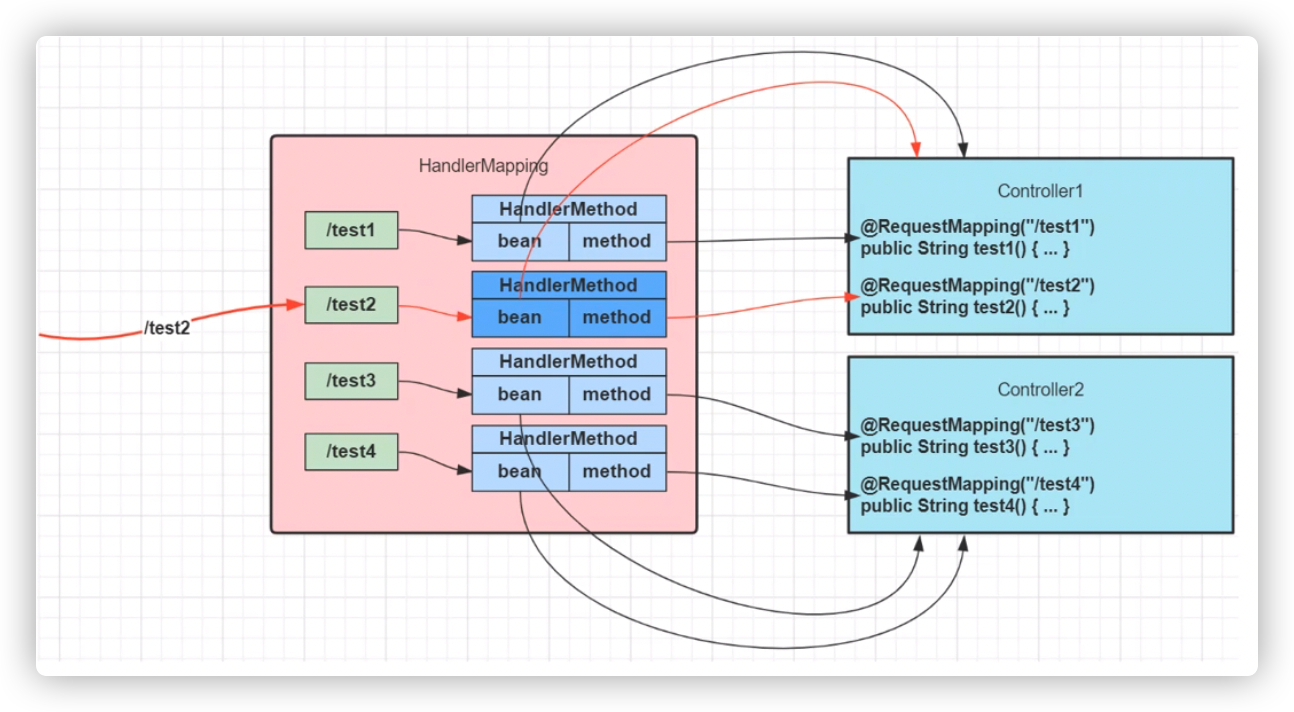 HandlerMapping
/test1
HandlerMethod
bean method
/test2
/test2
HandlerMethod
bean method
/test3
HandlerMethod
bean method
/test4
HandlerMethod
bean method
Controller1
@RequestMapping("/test1")
public String test1() { ... }
@RequestMapping("/test2")
public String test2() { ... }
Controller2
@RequestMapping("/test3")
public String test3() { ... }
@RequestMapping("/test4")
public String test4() { ... }